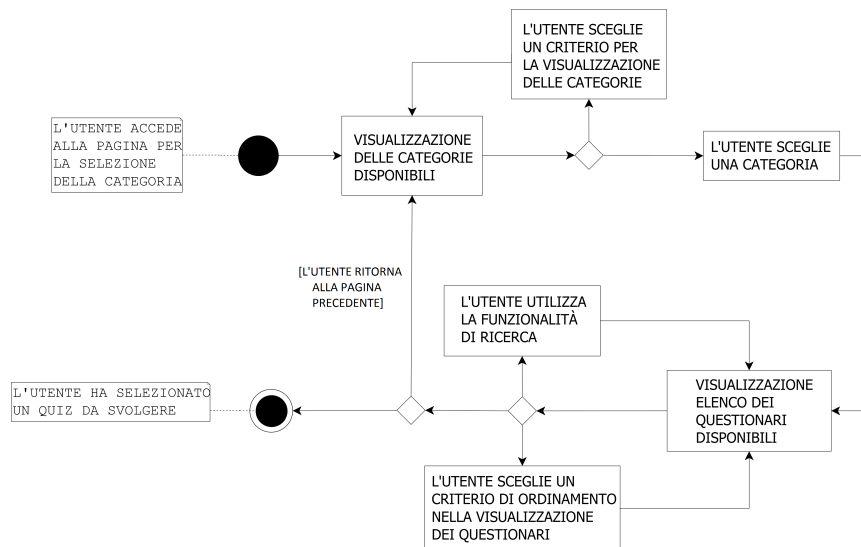 L'UTENTE SCEGLIE
UN CRITERIO PER
LA VISUALIZZAZIONE
DELLE CATEGORIE
L'UTENTE ACCEDE
ALLA PAGINA PER
LA SELEZIONE
DELLA CATEGORIA
VISUALIZZAZIONE
DELLE CATEGORIE
DISPONIBILI
L'UTENTE SCEGLIE
UNA CATEGORIA
[L'UTENTE RITORNA
ALLA PAGINA
PRECEDENTE]
L'UTENTE UTILIZZA
LA FUNZIONALITÀ
DI RICERCA
L'UTENTE HA SELEZIONATO
UN QUIZ DA SVOLGERE
VISUALIZZAZIONE
ELENCO DEI
QUESTIONARI
DISPONIBILI
L'UTENTE SCEGLIE UN
CRITERIO DI ORDINAMENTO
NELLA VISUALIZZAZIONE
DEI QUESTIONARI